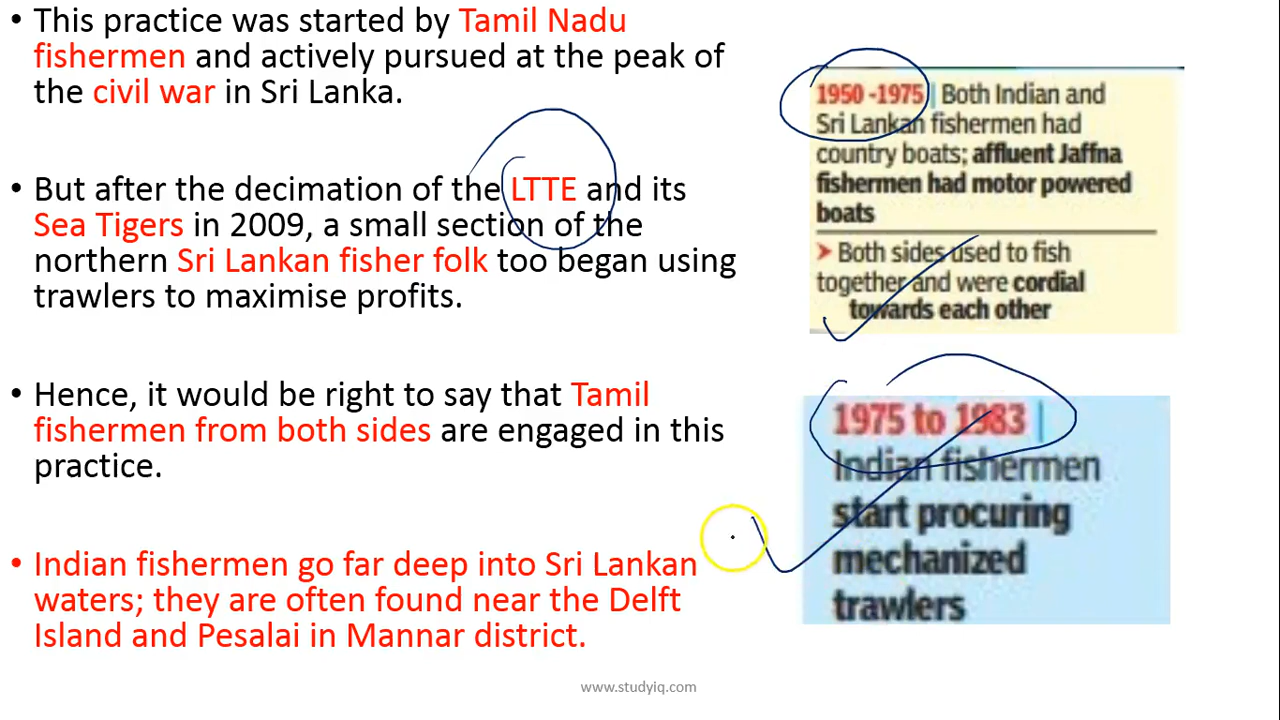 • This practice was started by Tamil Nadu
fishermen and actively pursued at the peak of
the civil war in Sri Lanka.
• But after the decimation of the LTTE and its
Sea Tigers in 2009, a small section of the
northern Sri Lankan fisher folk too began using
trawlers to maximise profits.
• Hence, it would be right to say that Tamil
fishermen from both sides are engaged in this
practice.
• Indian fishermen go far deep into Sri Lankan
waters; they are often found near the Delft
Island and Pesalai in Mannar district.
1950 -1975 | Both Indian and
Sri Lankan fishermen had
country boats; affluent Jaffna
fishermen had motor powered
boats
➤ Both sides used to fish
together and were cordial
towards each other
1975 to 1983 |
Indian fishermen
start procuring
mechanized
trawlers
www.studyiq.com